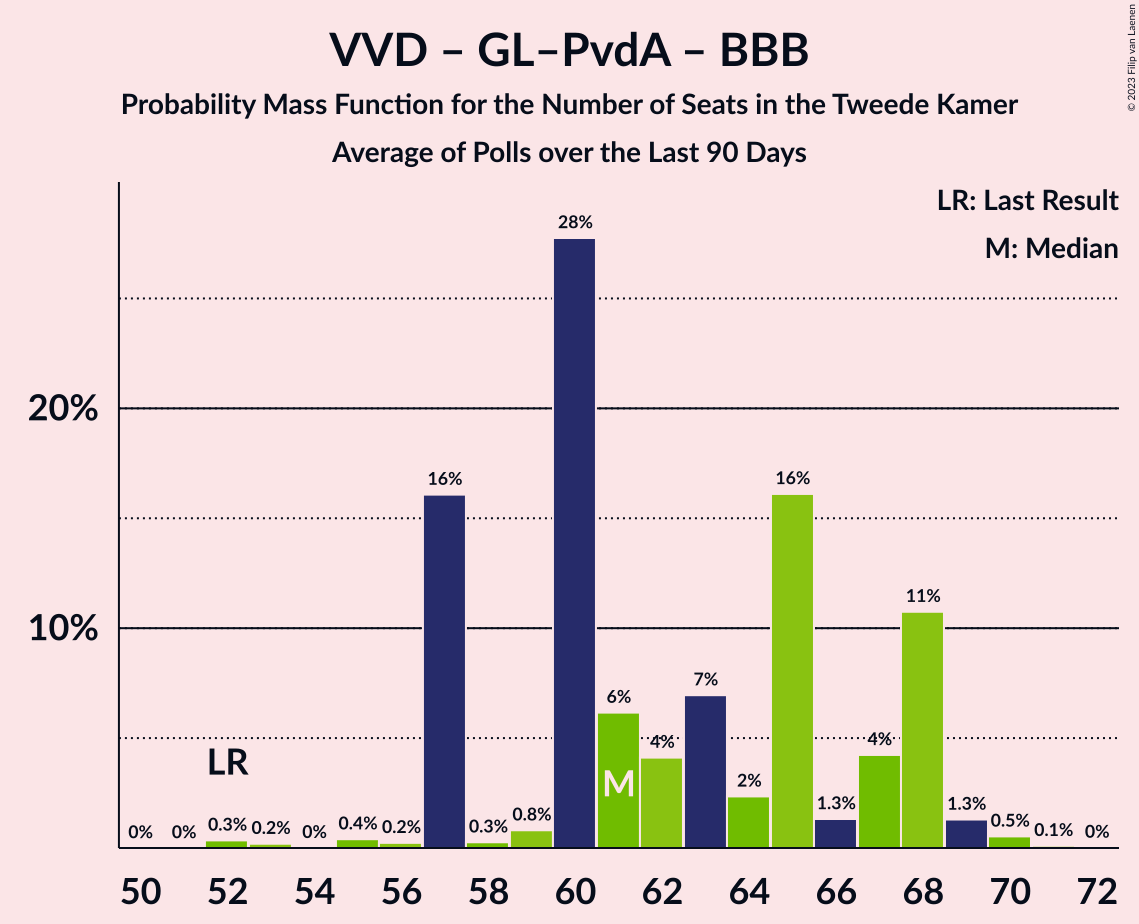 VVD – GL–PvdA – BBB
Probability Mass Function for the Number of Seats in the Tweede Kamer
Average of Polls over the Last 90 Days
© 2023 Filip van Laenen
LR: Last Result
M: Median
20%
10%
LR
M
0%
0%
0.3%
0.2%
0%
0.4%
0.2%
16%
0.3%
0.8%
28%
6%
4%
7%
2%
16%
1.3%
4%
11%
1.3%
0.5%
0.1%
0%
50 52 54 56 58 60 62 64 66 68 70 72